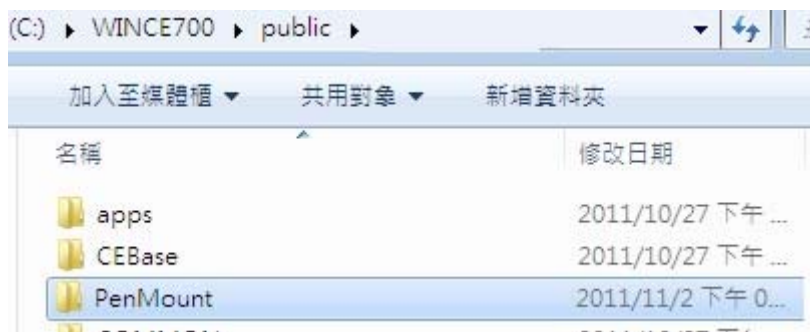 (C:) ▸ WINCE700 ▸ public ▸
加入至媒體櫃 ▼ 共用對象 ▼ 新增資料夾
名稱 修改日期
apps 2011/10/27 下午 ...
CEBase 2011/10/27 下午 ...
PenMount 2011/11/2 下午 0...